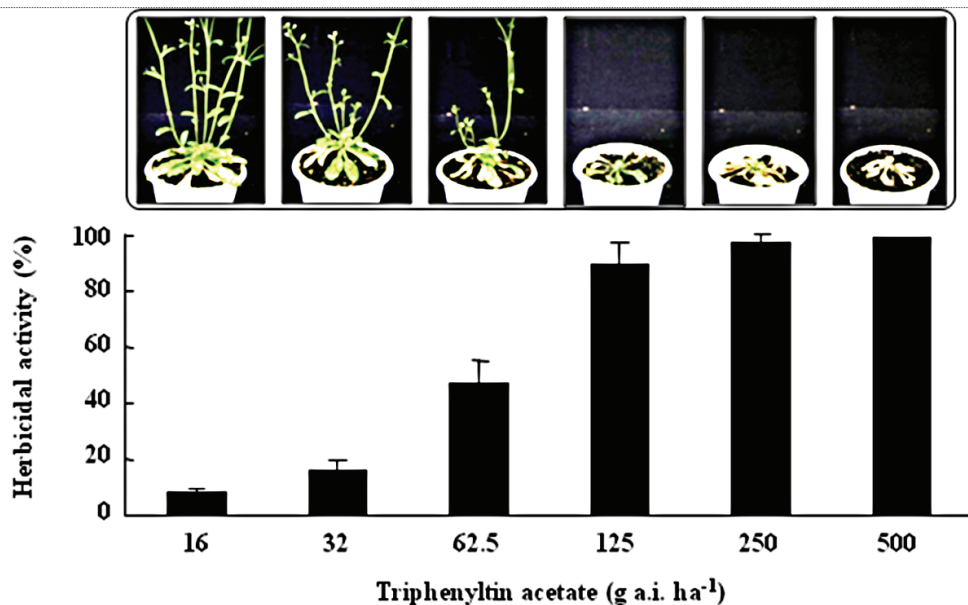 Herbicidal activity (%)
100
80
60
40
20
0
16 32 62.5 125 250 500
Triphenyltin acetate (g a.i. ha⁻¹)